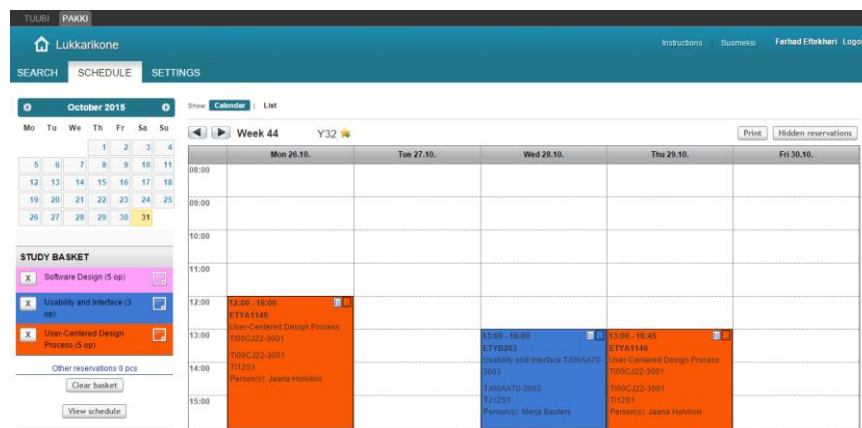 TUUBI PAKKI
Lukkarikone
Instructions Suomeksi Farhad Eftekhari Logou
SEARCH SCHEDULE SETTINGS
October 2015
Mo Tu We Th Fr Sa Su
1 2 3 4
5 6 7 8 9 10 11
12 13 14 15 16 17 18
19 20 21 22 23 24 25
26 27 28 29 30 31
STUDY BASKET
X Software Design (5 op)
X Usability and Interface (3
op)
X User-Centered Design
Process (5 op)
Other reservations 0 pcs
Clear basket
View schedule
Show: Calendar | List
Week 44 Y32
Print Hidden reservations
Mon 26.10. Tue 27.10. Wed 28.10. Thu 29.10. Fri 30.10.
08:00
09:00
10:00
11:00
12:00
13:00
14:00
15:00
12:00 - 16:00
ETYA1146
User-Centered Design Process
TI00CJ22-3001
TI00CJ22-3001
TI12S1
Person(s): Jaana Holvikivi
13:00 - 16:00
ETYB203
Usability and Interface TJ00AA70-
3003
TJ00AA70-3003
TJ12S1
Person(s): Merja Bauters
13:00 - 16:45
ETYA1146
User-Centered Design Process
TI00CJ22-3001
TI00CJ22-3001
TI12S1
Person(s): Jaana Holvikivi